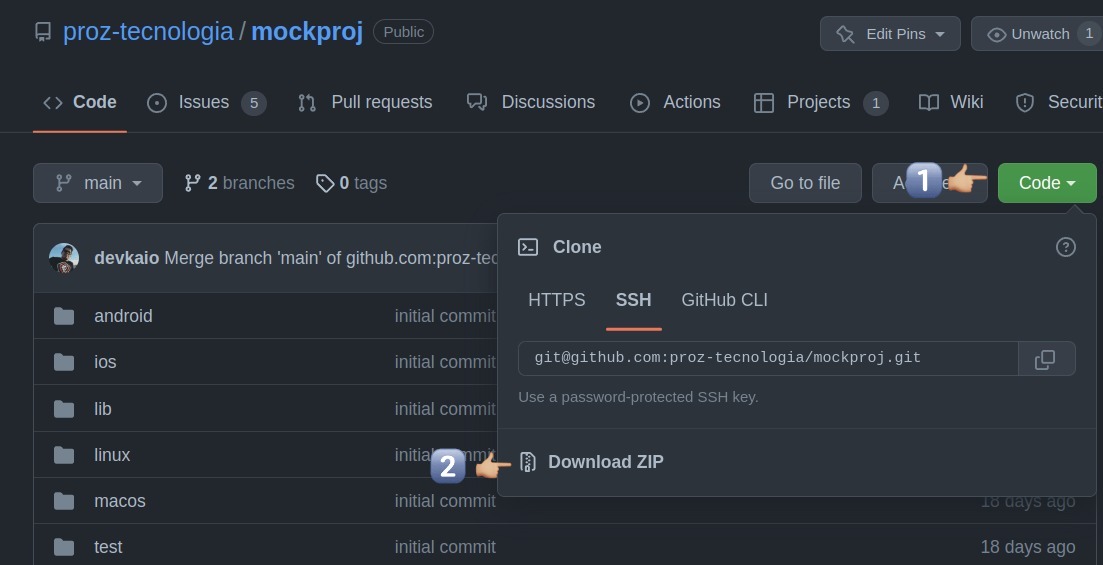 proz-tecnologia / mockproj Public Edit Pins Unwatch 1
Code Issues 5 Pull requests Discussions Actions Projects 1 Wiki Securit
main 2 branches 0 tags Go to file 1 Code
devkaio Merge branch 'main' of github.com:proz-tec
Clone
HTTPS SSH GitHub CLI
android initial commit
git@github.com:proz-tecnologia/mockproj.git
ios initial commit
Use a password-protected SSH key.
lib initial commit
linux initial commit
2 Download ZIP
macos initial commit 18 days ago
test initial commit 18 days ago